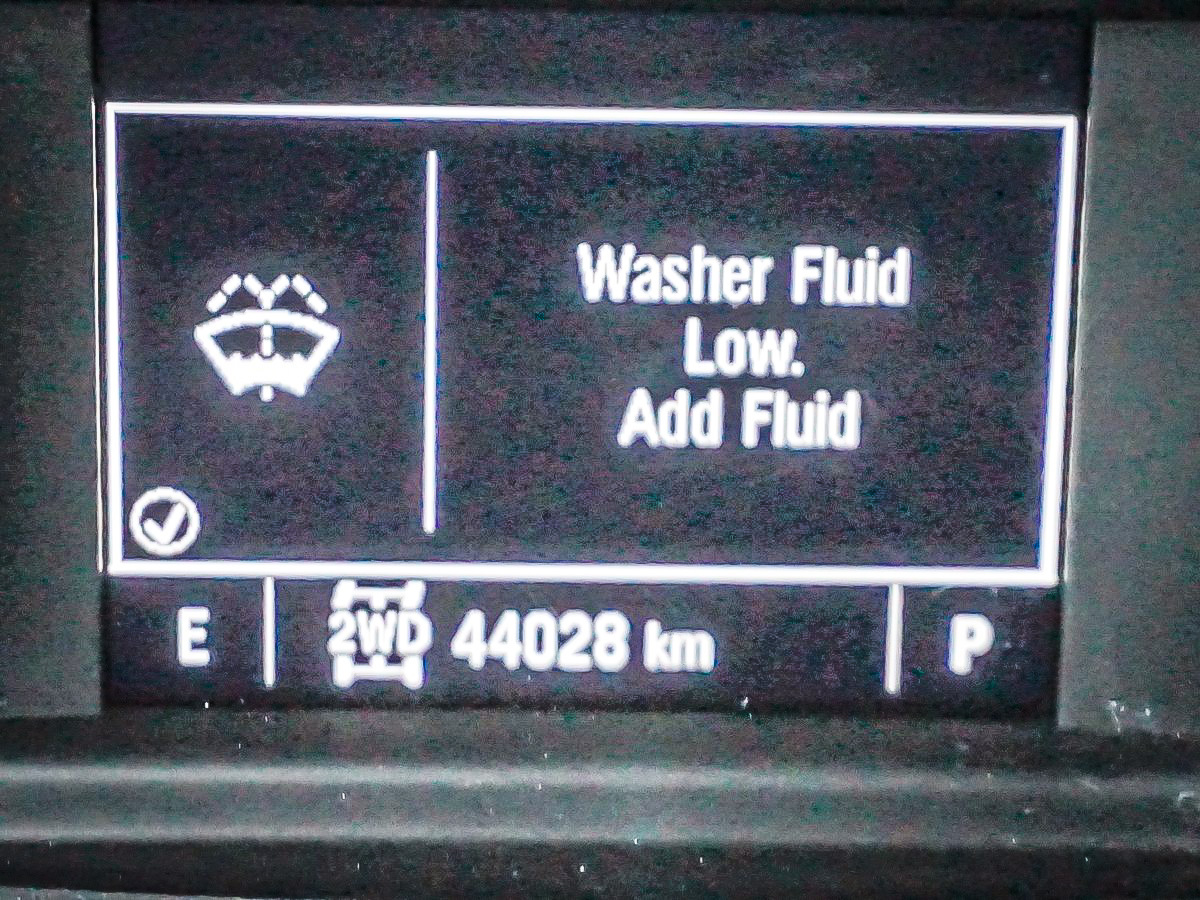 Washer Fluid
Low.
Add Fluid
E 2WD 44028 km P